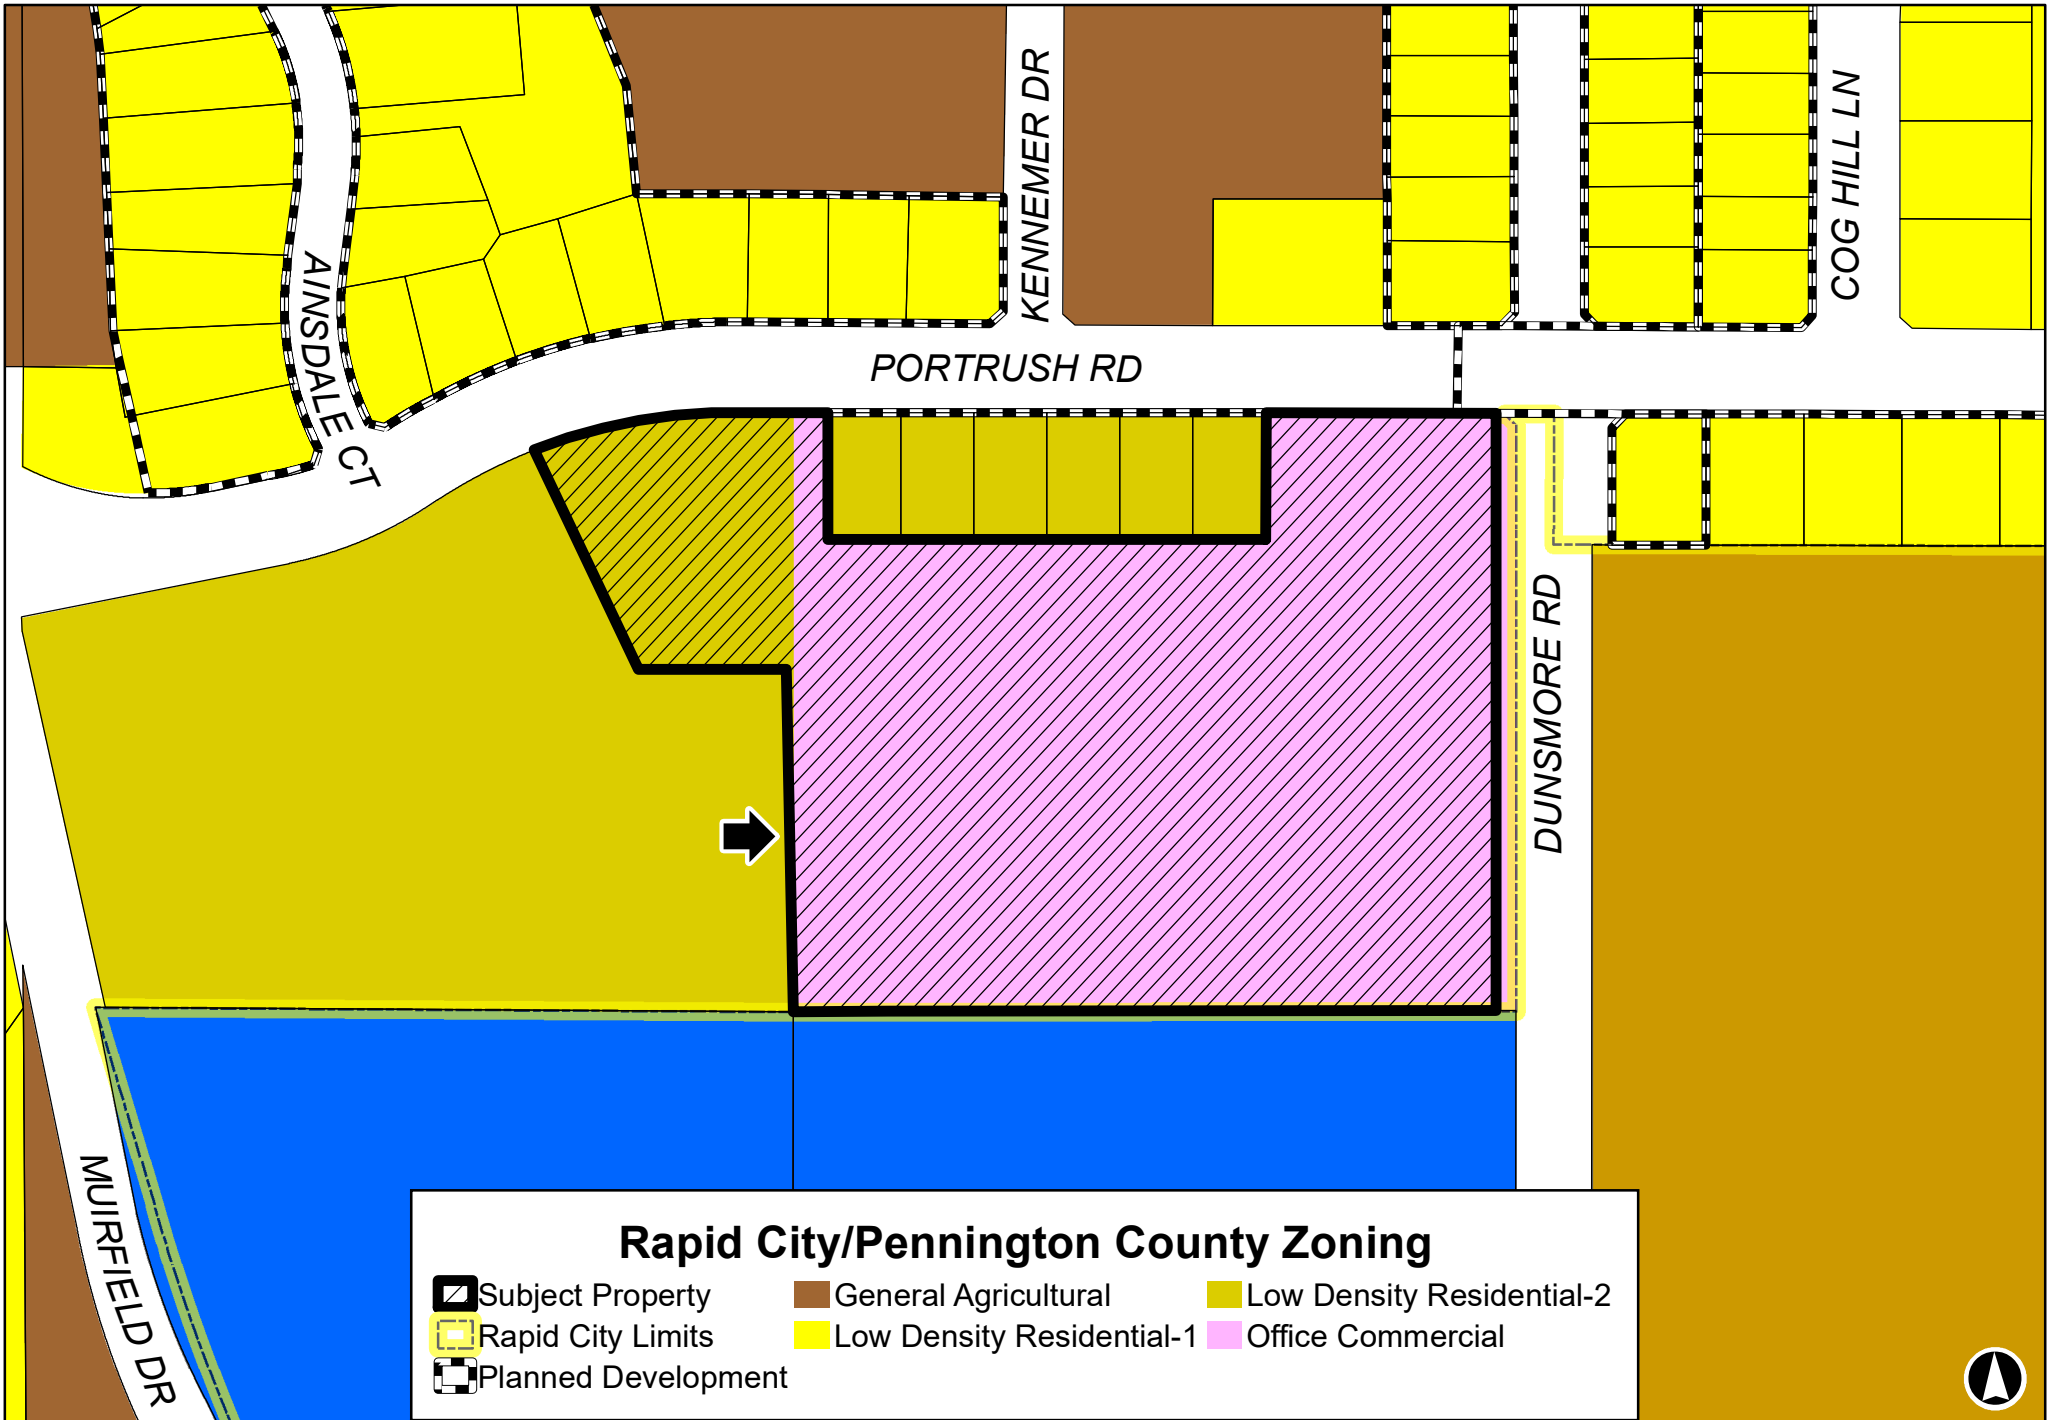 KENNEMER DR
COG HILL LN
AINSDALE CT
PORTRUSH RD
DUNSMORE RD
MUIRFIELD DR
Rapid City/Pennington County Zoning
Subject Property
General Agricultural
Low Density Residential-2
Rapid City Limits
Low Density Residential-1
Office Commercial
Planned Development